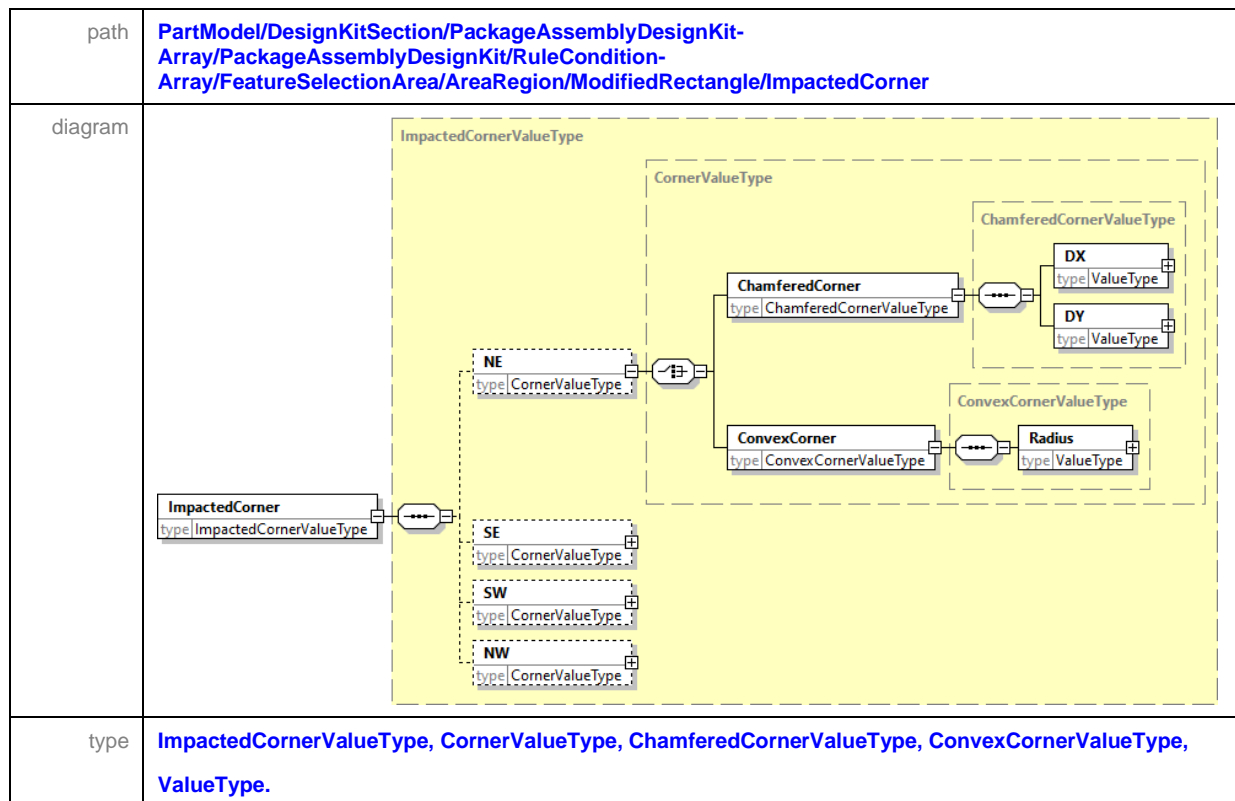 path
PartModel/DesignKitSection/PackageAssemblyDesignKit-
Array/PackageAssemblyDesignKit/RuleCondition-
Array/FeatureSelectionArea/AreaRegion/ModifiedRectangle/ImpactedCorner
diagram
ImpactedCornerValueType
CornerValueType
ChamferedCornerValueType
DX
type ValueType
ChamferedCorner
type ChamferedCornerValueType
DY
type ValueType
NE
type CornerValueType
ConvexCornerValueType
ConvexCorner
type ConvexCornerValueType
Radius
type ValueType
ImpactedCorner
type ImpactedCornerValueType
SE
type CornerValueType
SW
type CornerValueType
NW
type CornerValueType
type
ImpactedCornerValueType, CornerValueType, ChamferedCornerValueType, ConvexCornerValueType,
ValueType.